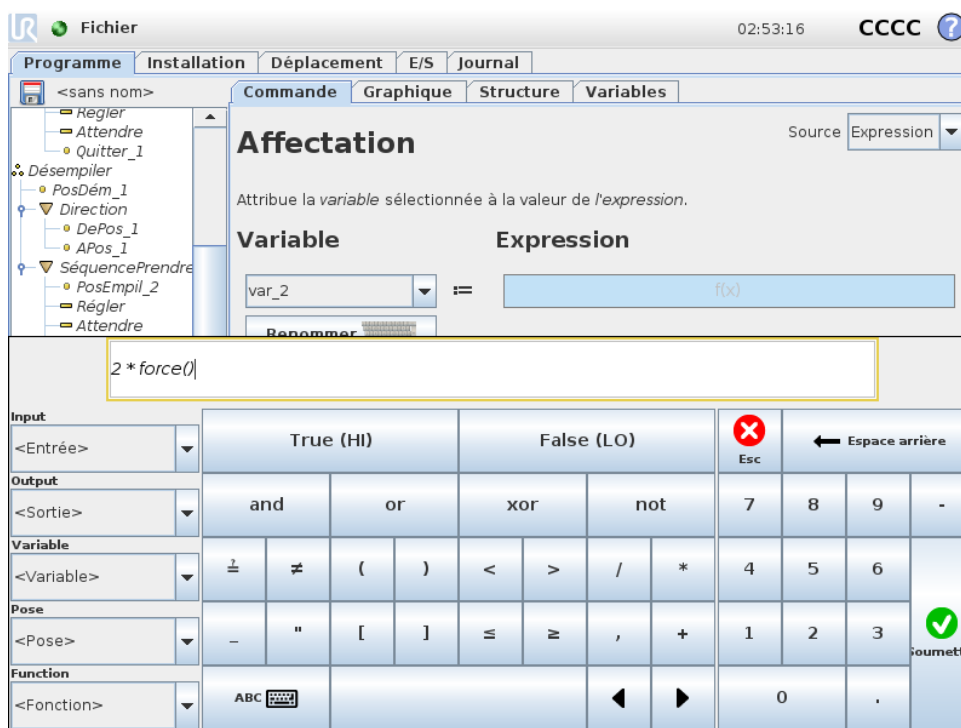 UR Fichier 02:53:16 CCCC ?
Programme Installation Déplacement E/S Journal
<sans nom> Commande Graphique Structure Variables
Régler
Attendre
Quitter_1
Désempiler
PosDém_1
Direction
DePos_1
APos_1
SéquencePrendre
PosEmpil_2
Régler
Attendre
Affectation Source Expression
Attribue la variable sélectionnée à la valeur de l'expression.
Variable Expression
var_2 := f(x)
Renommer
2 * force()
Input
<Entrée> True (HI) False (LO) Esc Espace arrière
Output
<Sortie> and or xor not 7 8 9 -
Variable
<Variable> ≟ ≠ ( ) < > / * 4 5 6
Pose
<Pose> _ " [ ] ≤ ≥ , + 1 2 3 Soumett
Function
<Fonction> ABC 0 .